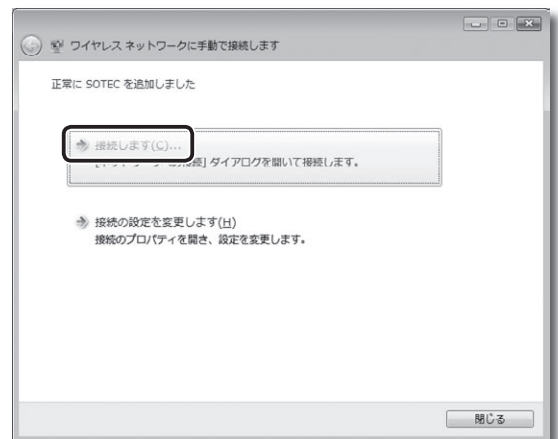 ワイヤレス ネットワークに手動で接続します
正常に SOTEC を追加しました
接続します(C)...
続] ダイアログを開いて接続します。
接続の設定を変更します(H)
接続のプロパティを開き、設定を変更します。
閉じる